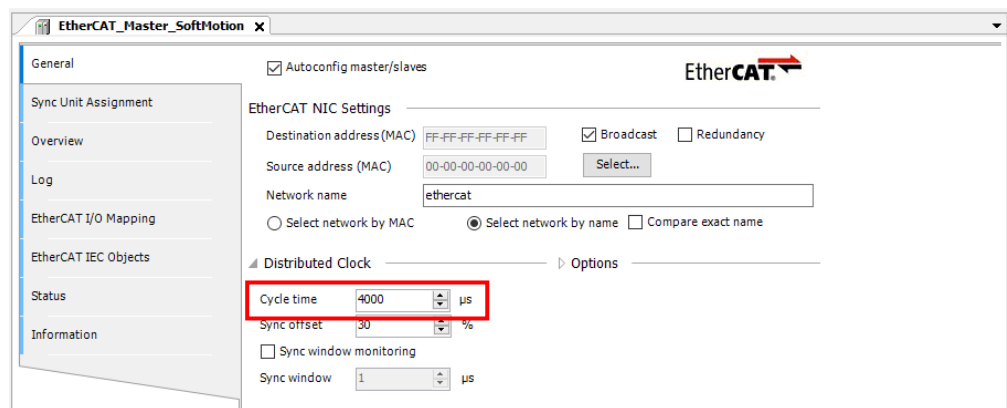 EtherCAT_Master_SoftMotion
General
Autoconfig master/slaves
EtherCAT.
Sync Unit Assignment
EtherCAT NIC Settings
Overview
Destination address (MAC) FF-FF-FF-FF-FF-FF Broadcast Redundancy
Source address (MAC) 00-00-00-00-00-00 Select...
Log
Network name ethercat
EtherCAT I/O Mapping
Select network by MAC Select network by name Compare exact name
EtherCAT IEC Objects
Distributed Clock Options
Status
Cycle time 4000 µs
Sync offset 30 %
Information
Sync window monitoring
Sync window 1 µs